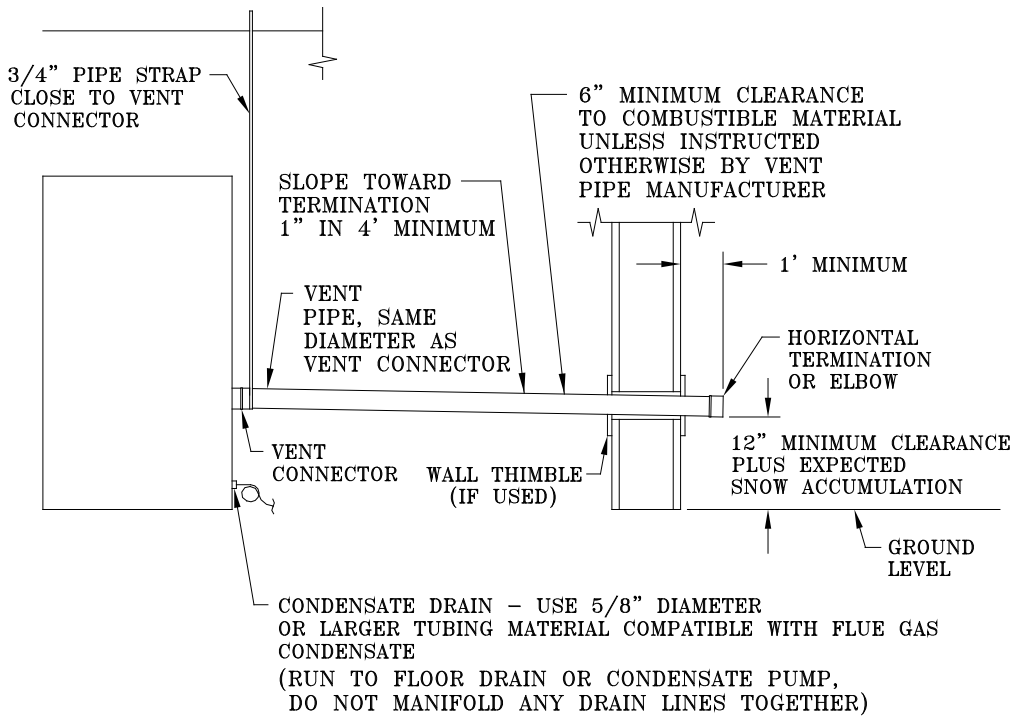 3/4” PIPE STRAP
CLOSE TO VENT
CONNECTOR
6” MINIMUM CLEARANCE
TO COMBUSTIBLE MATERIAL
UNLESS INSTRUCTED
OTHERWISE BY VENT
PIPE MANUFACTURER
SLOPE TOWARD
TERMINATION
1” IN 4’ MINIMUM
1’ MINIMUM
VENT
PIPE, SAME
DIAMETER AS
VENT CONNECTOR
HORIZONTAL
TERMINATION
OR ELBOW
VENT
CONNECTOR
WALL THIMBLE
(IF USED)
12” MINIMUM CLEARANCE
PLUS EXPECTED
SNOW ACCUMULATION
GROUND
LEVEL
CONDENSATE DRAIN – USE 5/8” DIAMETER
OR LARGER TUBING MATERIAL COMPATIBLE WITH FLUE GAS
CONDENSATE
(RUN TO FLOOR DRAIN OR CONDENSATE PUMP,
DO NOT MANIFOLD ANY DRAIN LINES TOGETHER)